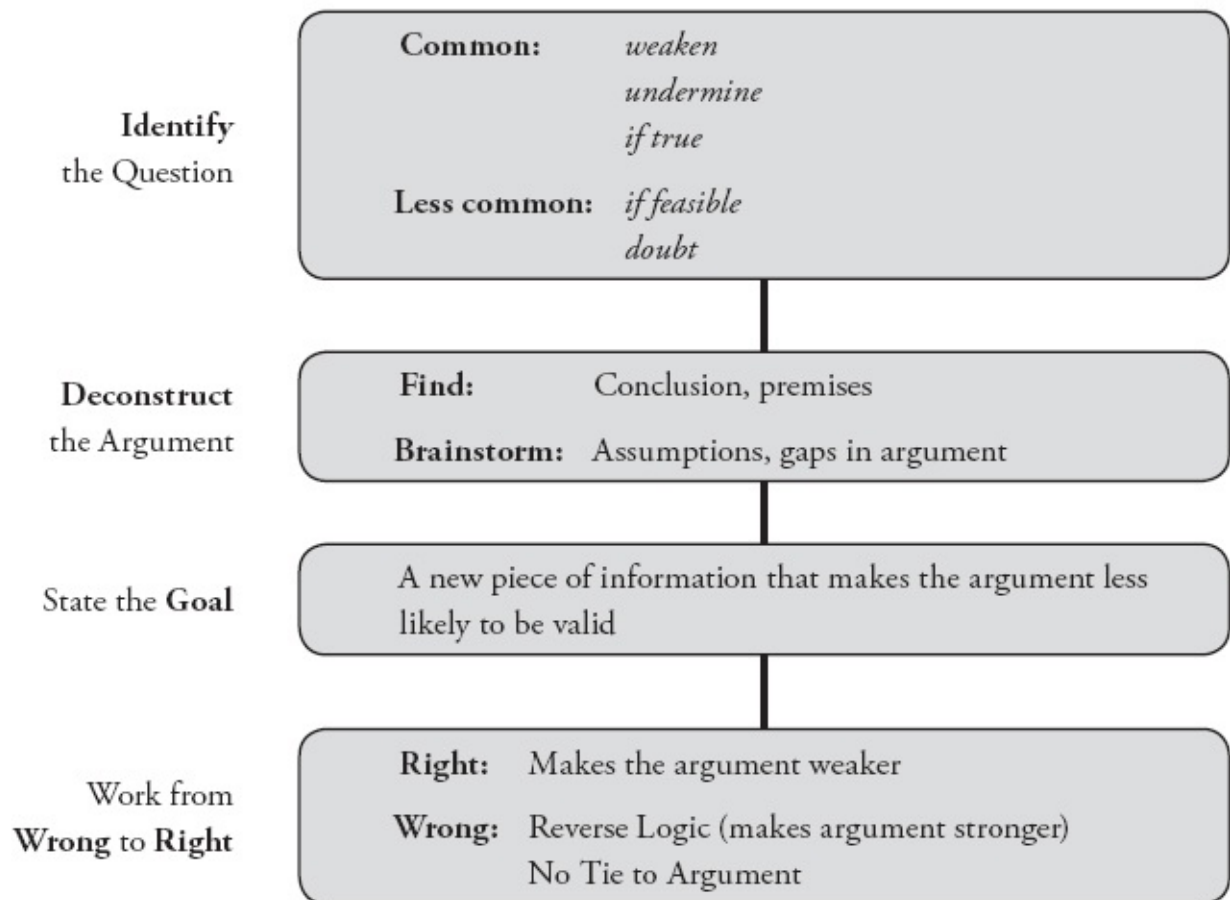 Identify
the Question
Common: weaken
undermine
if true
Less common: if feasible
doubt
Deconstruct
the Argument
Find: Conclusion, premises
Brainstorm: Assumptions, gaps in argument
State the Goal
A new piece of information that makes the argument less
likely to be valid
Work from
Wrong to Right
Right: Makes the argument weaker
Wrong: Reverse Logic (makes argument stronger)
No Tie to Argument